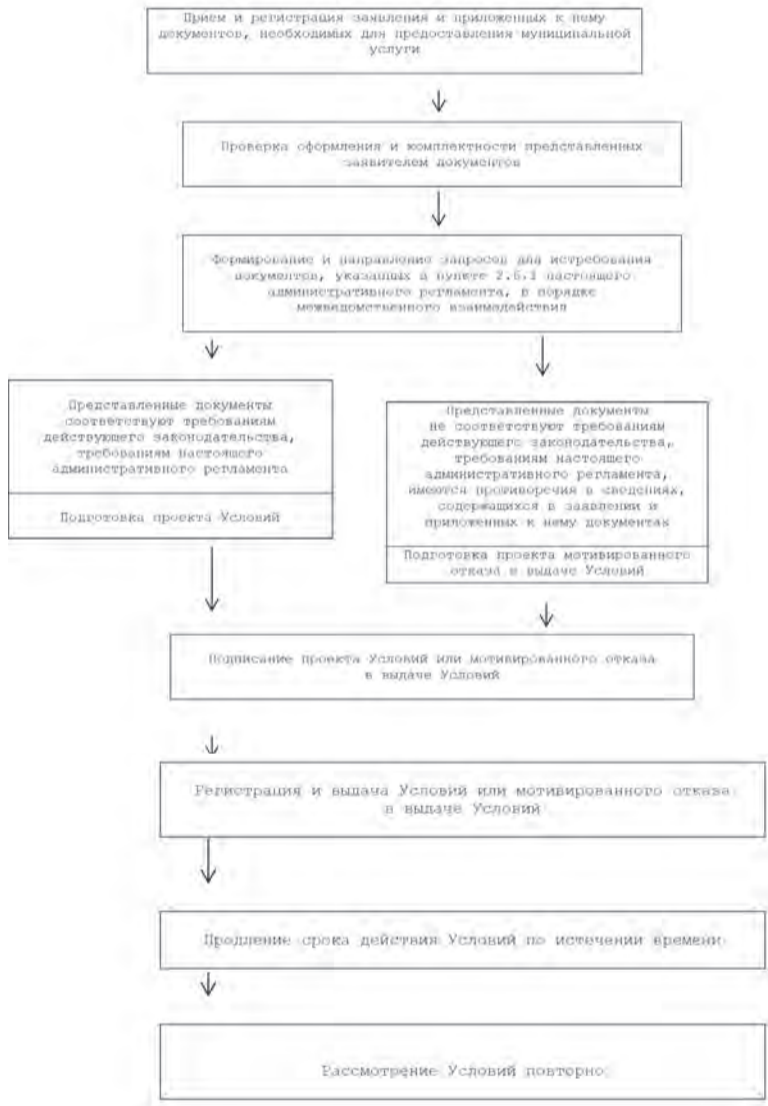 Прием и регистрация заявления и приложенных к нему
документов, необходимых для предоставления муниципальной
услуги
Проверка оформления и комплектности представленных
заявителем документов
Формирование и направление запросов для истребования
документов, указанных в пункте 2.6.1 настоящего
административного регламента, в порядке
межведомственного взаимодействия
Представленные документы
соответствуют требованиям
действующего законодательства,
требованиям настоящего
административного регламента
Подготовка проекта Условий
Представленные документы
не соответствуют требованиям
действующего законодательства,
требованиям настоящего
административного регламента,
имеются противоречия в сведениях,
содержащихся в заявлении и
приложенных к нему документах
Подготовка проекта мотивированного
отказа в выдаче Условий
Подписание проекта Условий или мотивированного отказа
в выдаче Условий
Регистрация и выдача Условий или мотивированного отказа
в выдаче Условий
Продление срока действия Условий по истечении времени
Рассмотрение Условий повторно